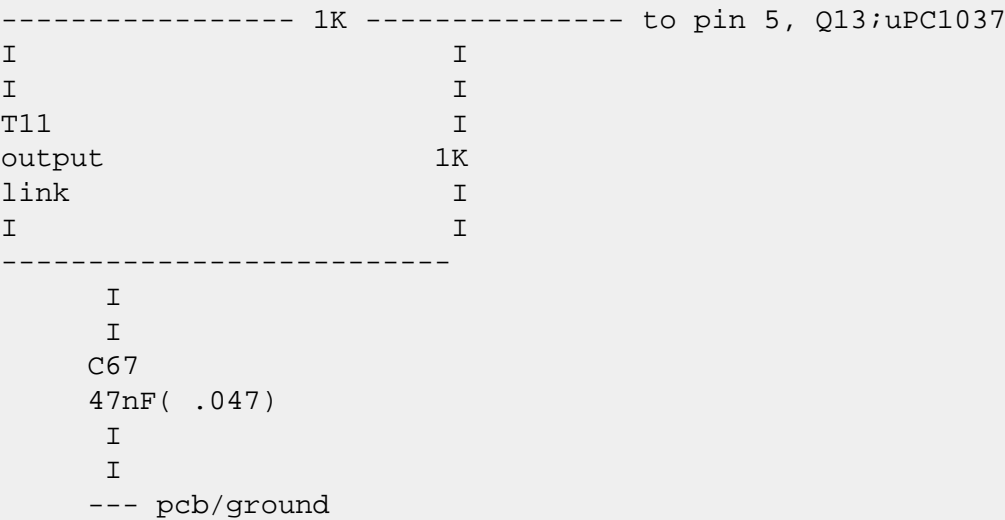 ----------------- 1K --------------- to pin 5, Q13;uPC1037
I                         I
I                         I
T11                       I
output                   1K
link                      I
I                         I
--------------------------
      I
      I
     C67
     47nF( .047)
      I
      I
     --- pcb/ground